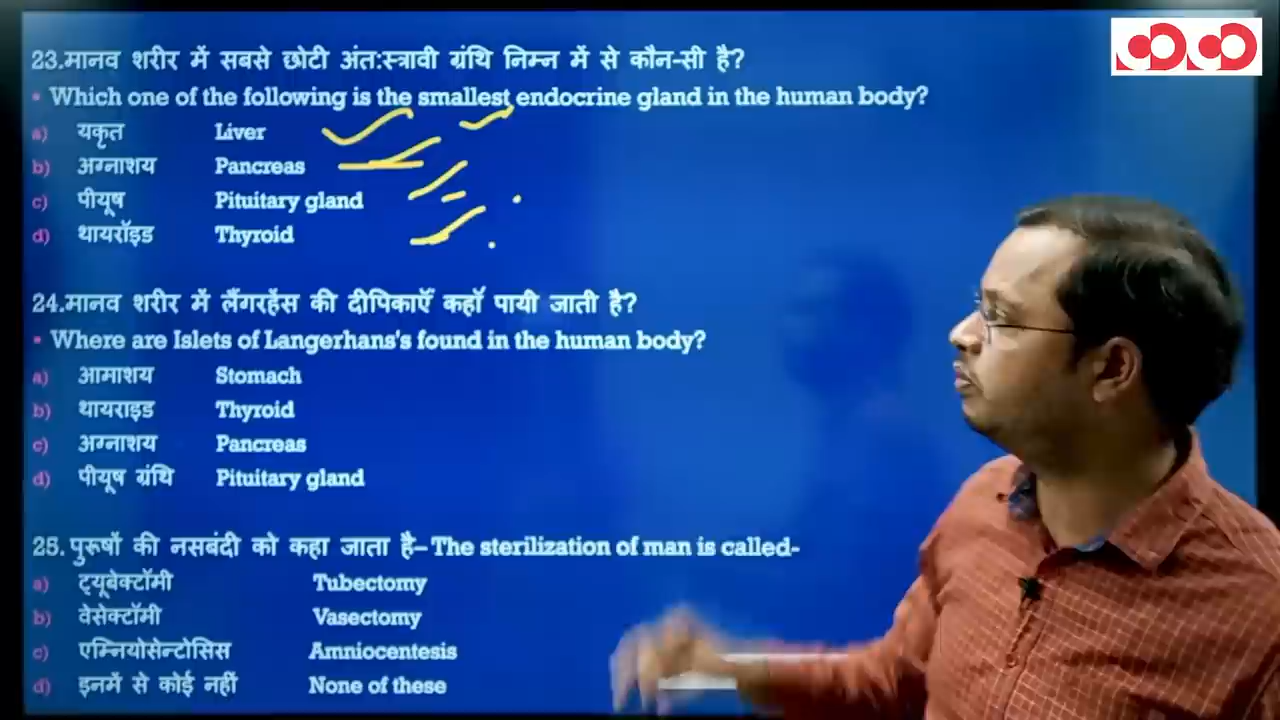 23.मानव शरीर में सबसे छोटी अंत:स्त्रावी ग्रंथि निम्न में से कौन-सी है?
• Which one of the following is the smallest endocrine gland in the human body?
a) यकृत Liver
b) अग्नाशय Pancreas
c) पीयूष Pituitary gland
d) थायरॉइड Thyroid
24.मानव शरीर में लैंगरहेंस की दीपिकाएँ कहाँ पायी जाती है?
• Where are Islets of Langerhans's found in the human body?
a) आमाशय Stomach
b) थायराइड Thyroid
c) अग्नाशय Pancreas
d) पीयूष ग्रंथि Pituitary gland
25. पुरूषों की नसबंदी को कहा जाता है– The sterilization of man is called-
a) ट्यूबेक्टॉमी Tubectomy
b) वेसेक्टॉमी Vasectomy
c) एम्नियोसेन्टोसिस Amniocentesis
d) इनमें से कोई नहीं None of these